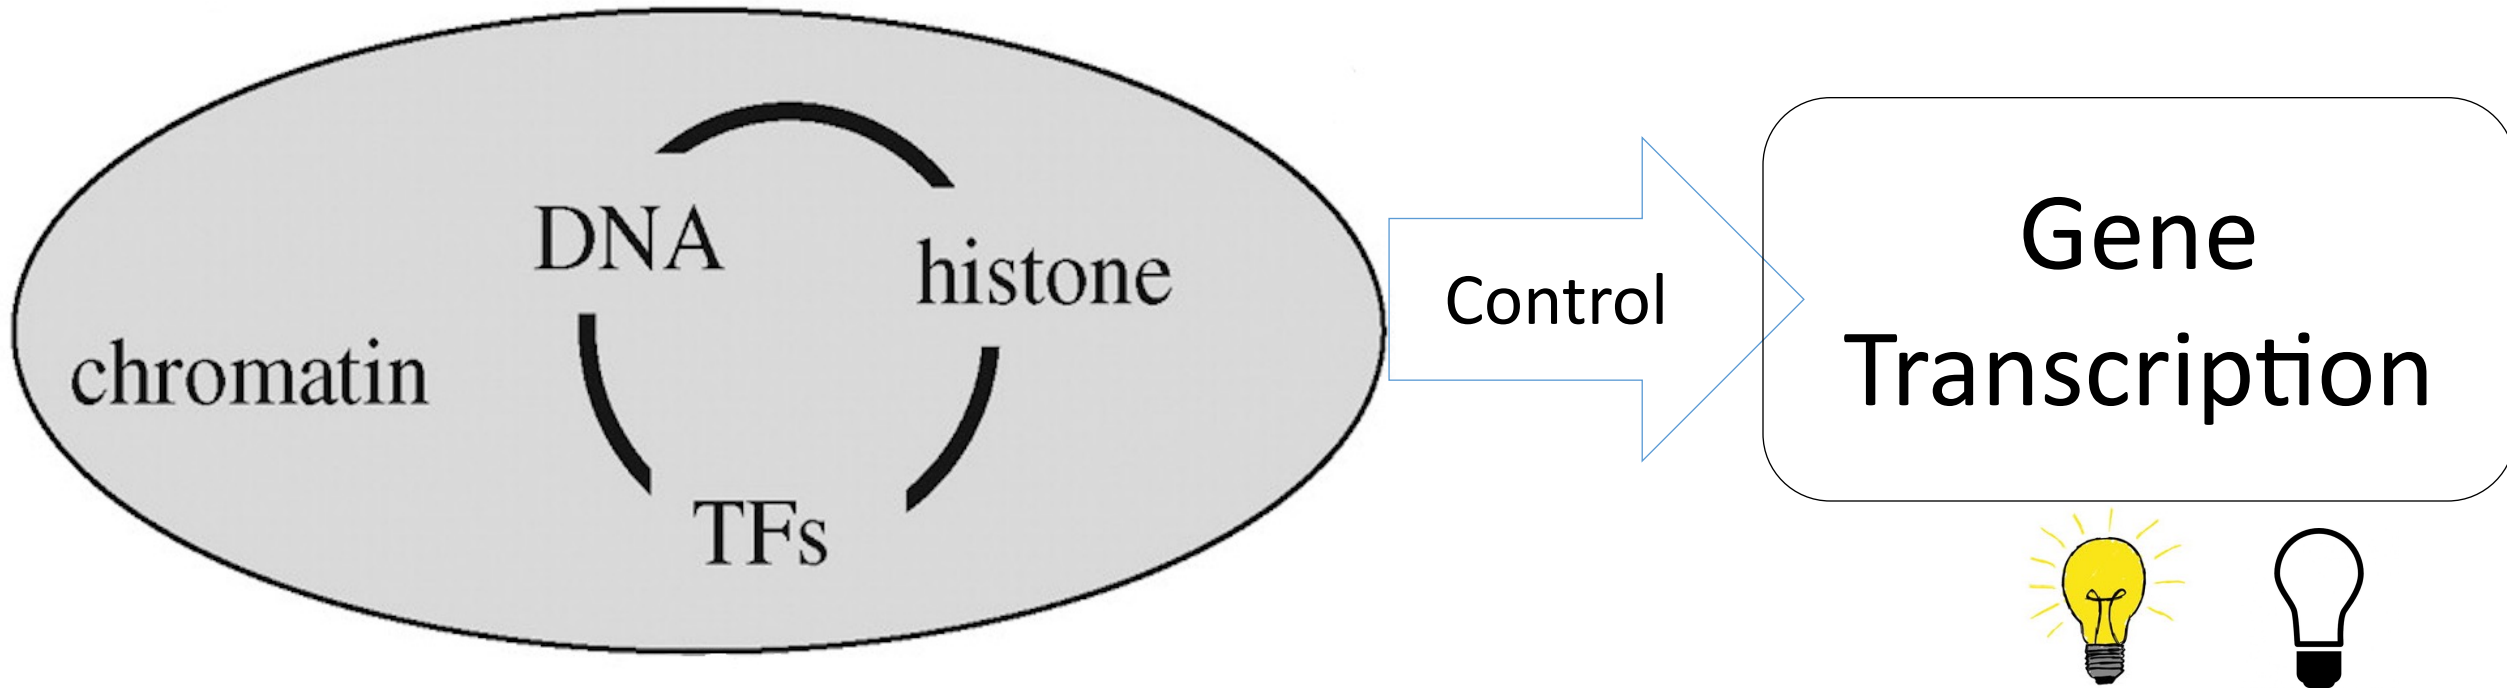 DNA
histone
chromatin
TFs
Control
Gene
Transcription